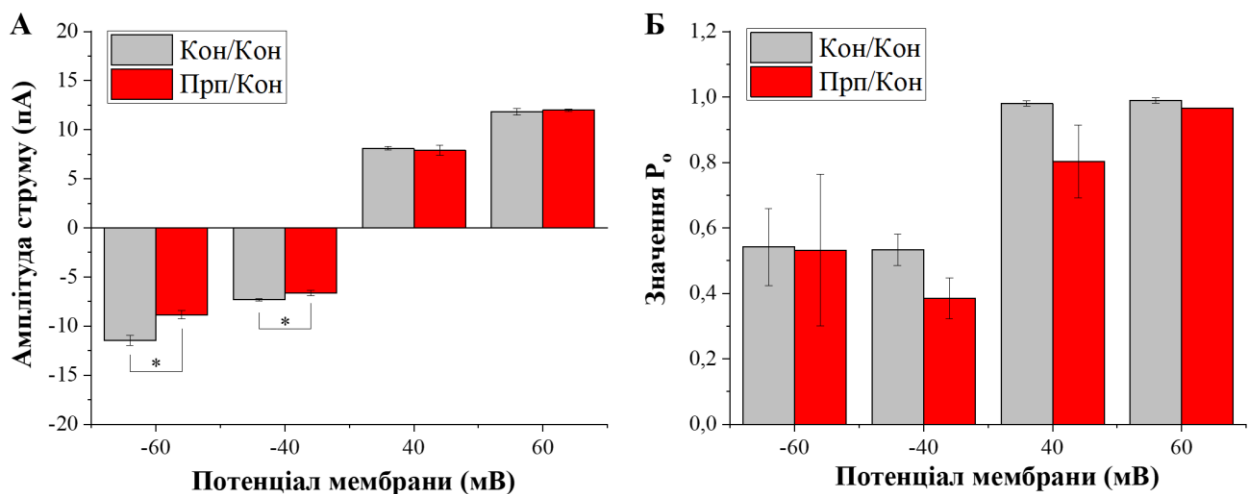 А
Амплітуда струму (пА)
20
15
10
5
0
-5
-10
-15
-20
Кон/Кон
Прп/Кон
*
*
-60 -40 40 60
Потенціал мембрани (мВ)
Б
Значення Pо
1,2
1,0
0,8
0,6
0,4
0,2
0,0
Кон/Кон
Прп/Кон
-60 -40 40 60
Потенціал мембрани (мВ)